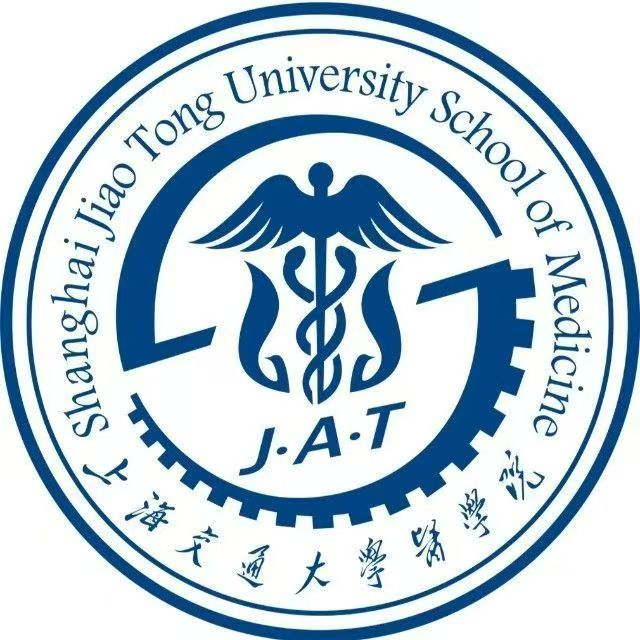 Shanghai Jiao Tong University School of Medicine
J·A·T
上海交通大學醫學院